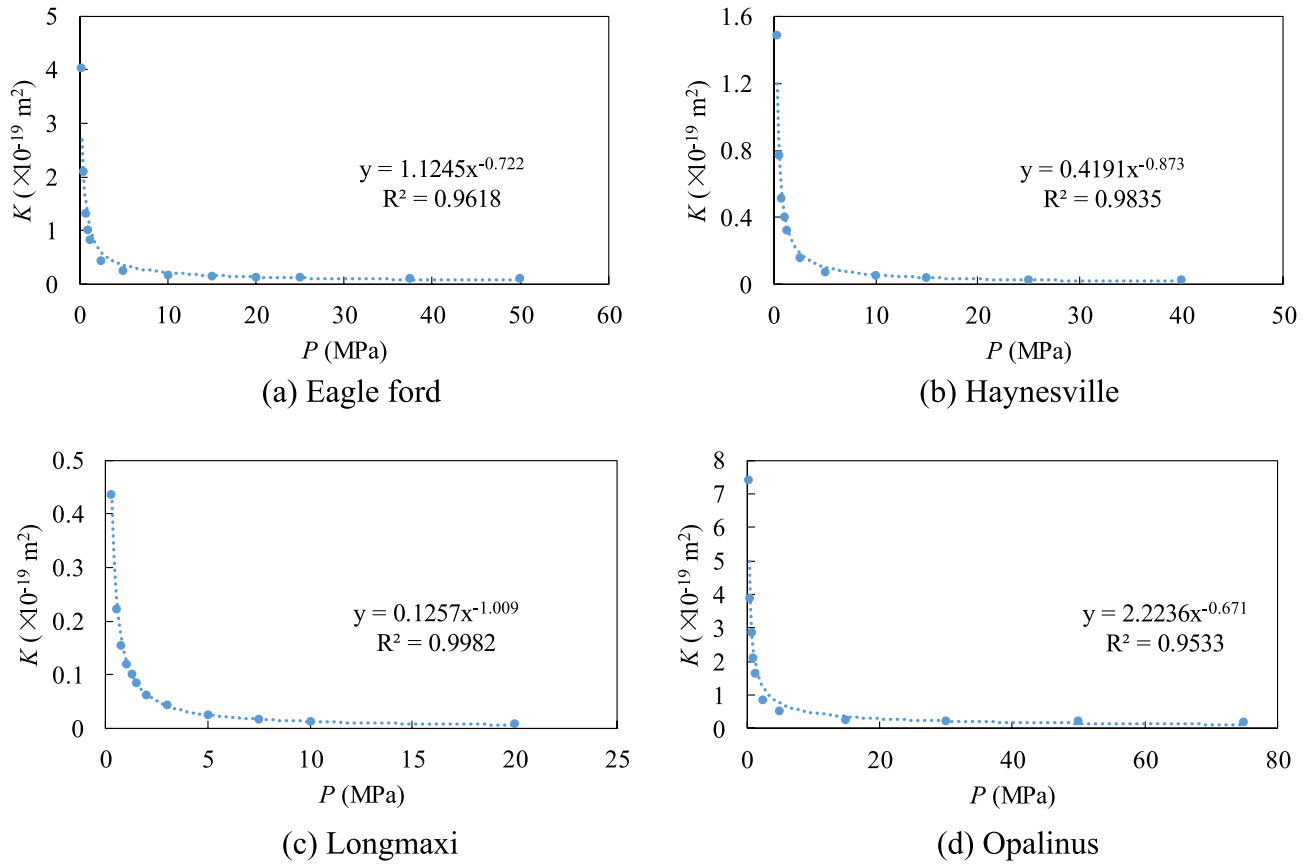 5
4
3
2
1
0
K (×10⁻¹⁹ m²)
y = 1.1245x⁻⁰·⁷²²
R² = 0.9618
0 10 20 30 40 50 60
P (MPa)
(a) Eagle ford
1.6
1.2
0.8
0.4
0
K (×10⁻¹⁹ m²)
y = 0.4191x⁻⁰·⁸⁷³
R² = 0.9835
0 10 20 30 40 50
P (MPa)
(b) Haynesville
0.5
0.4
0.3
0.2
0.1
0
K (×10⁻¹⁹ m²)
y = 0.1257x⁻¹·⁰⁰⁹
R² = 0.9982
0 5 10 15 20 25
P (MPa)
(c) Longmaxi
8
7
6
5
4
3
2
1
0
K (×10⁻¹⁹ m²)
y = 2.2236x⁻⁰·⁶⁷¹
R² = 0.9533
0 20 40 60 80
P (MPa)
(d) Opalinus